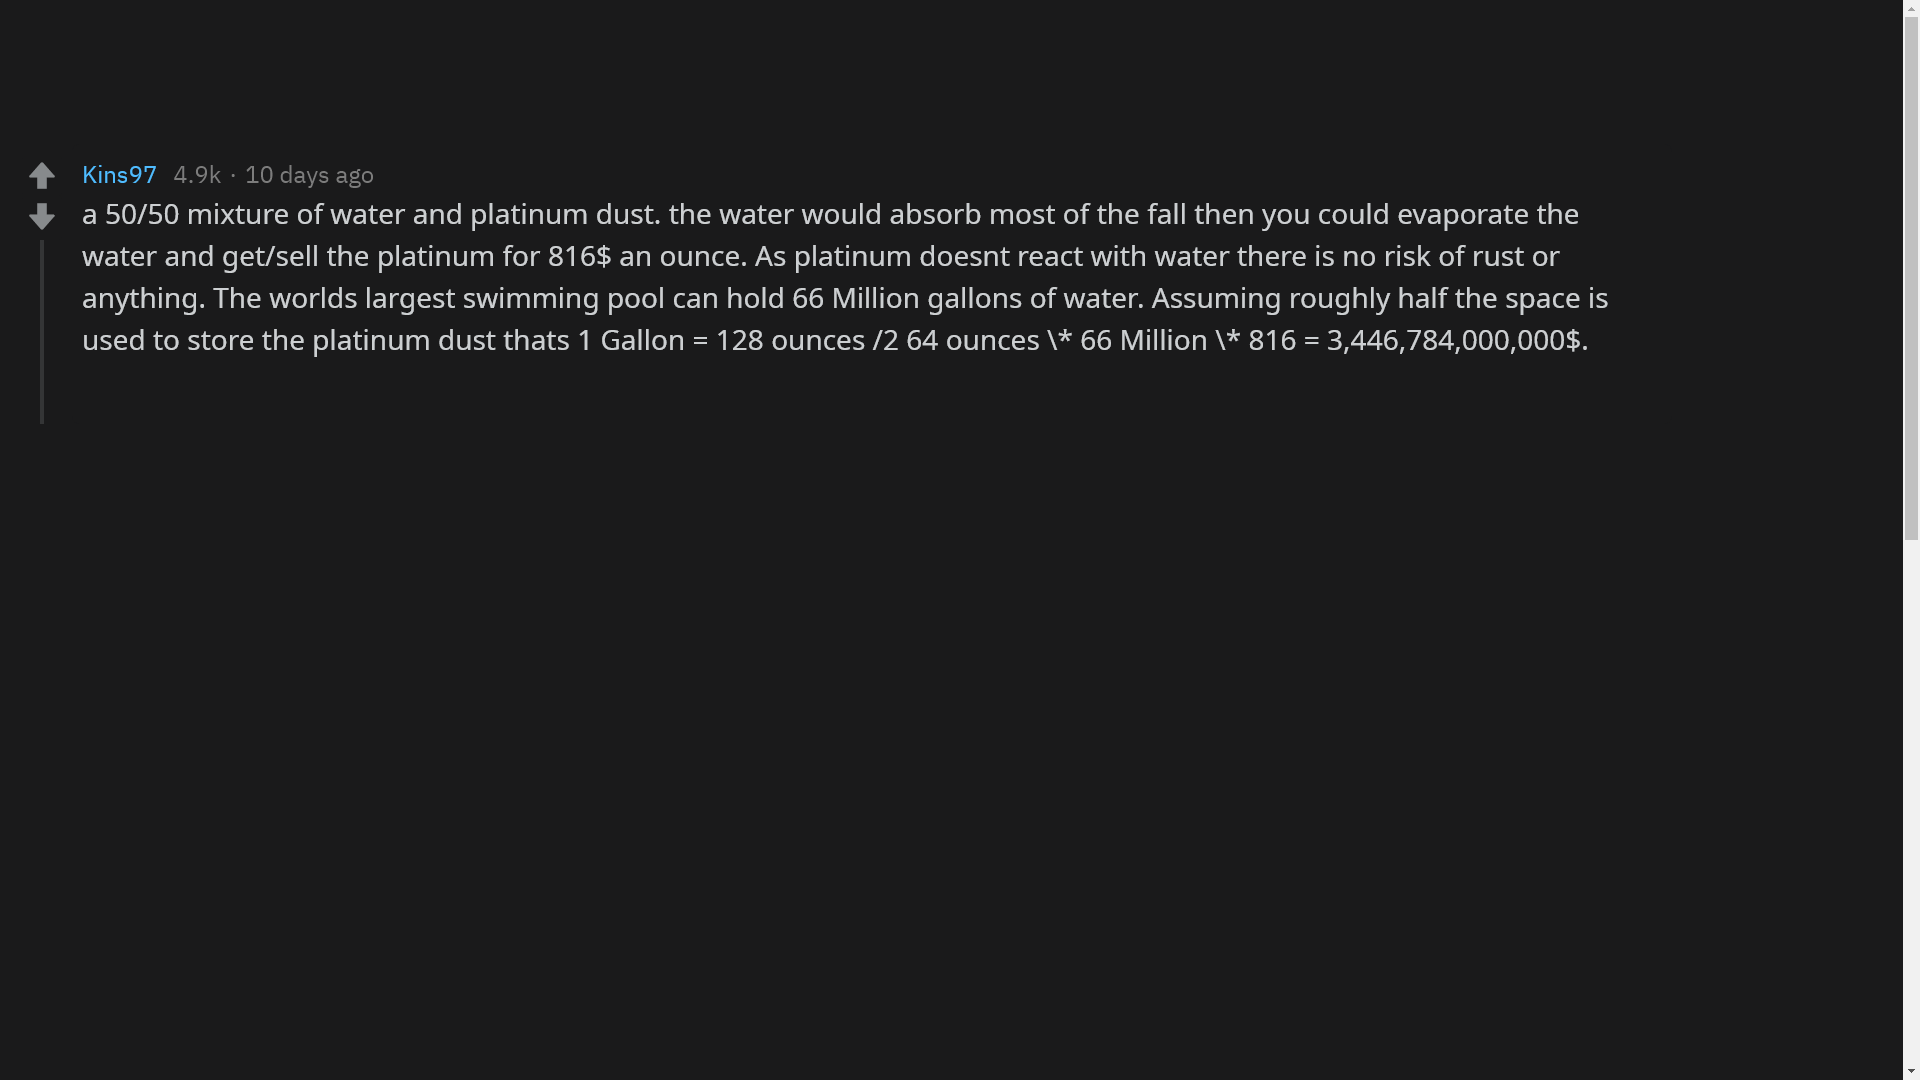 Kins97 4.9k · 10 days ago
a 50/50 mixture of water and platinum dust. the water would absorb most of the fall then you could evaporate the
water and get/sell the platinum for 816$ an ounce. As platinum doesnt react with water there is no risk of rust or
anything. The worlds largest swimming pool can hold 66 Million gallons of water. Assuming roughly half the space is
used to store the platinum dust thats 1 Gallon = 128 ounces /2 64 ounces \* 66 Million \* 816 = 3,446,784,000,000$.